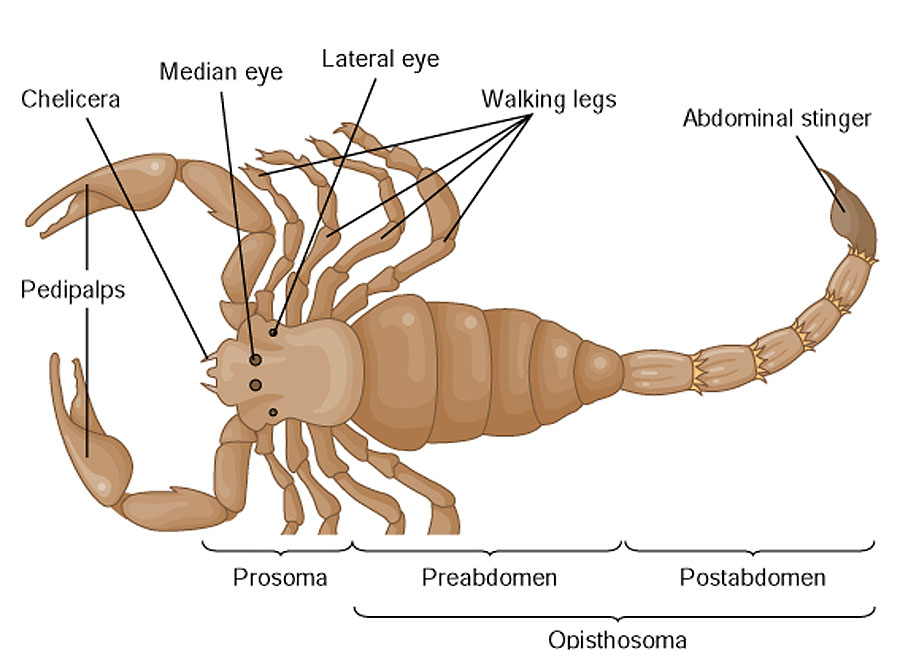 Lateral eye
Median eye
Chelicera
Walking legs
Abdominal stinger
Pedipalps
Prosoma
Preabdomen
Postabdomen
Opisthosoma